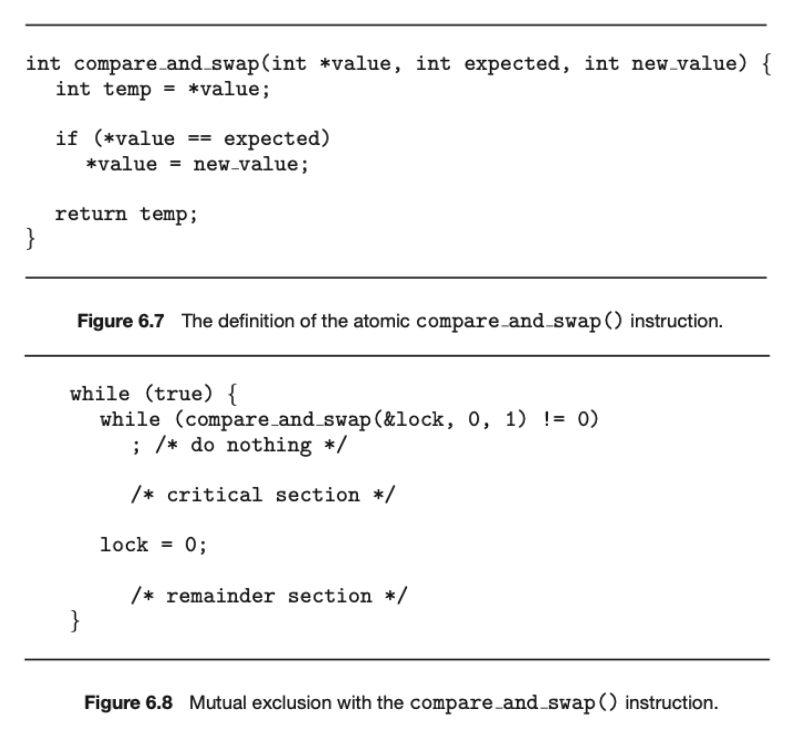 int compare_and_swap(int *value, int expected, int new_value) {
int temp = *value;
if (*value == expected)
*value = new_value;
return temp;
}
Figure 6.7 The definition of the atomic compare_and_swap() instruction.
while (true) {
while (compare_and_swap(&lock, 0, 1) != 0)
; /* do nothing */
/* critical section */
lock = 0;
/* remainder section */
}
Figure 6.8 Mutual exclusion with the compare_and_swap() instruction.